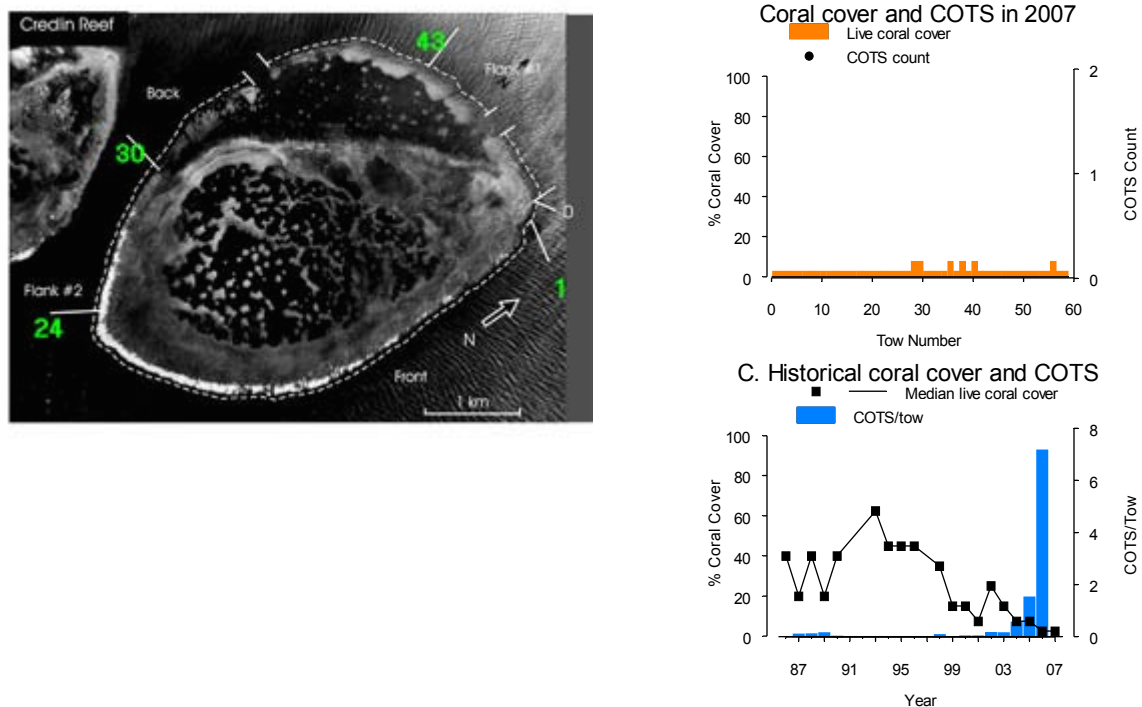 Credlin Reef
43
Flank #1
Back
30
D
Flank #2
24
1
N
Front
1 km
Coral cover and COTS in 2007
Live coral cover
COTS count
100
80
60
40
20
0
% Coral Cover
2
1
0
COTS Count
0 10 20 30 40 50 60
Tow Number
C. Historical coral cover and COTS
Median live coral cover
COTS/tow
100
80
60
40
20
0
% Coral Cover
8
6
4
2
0
COTS/Tow
87 91 95 99 03 07
Year